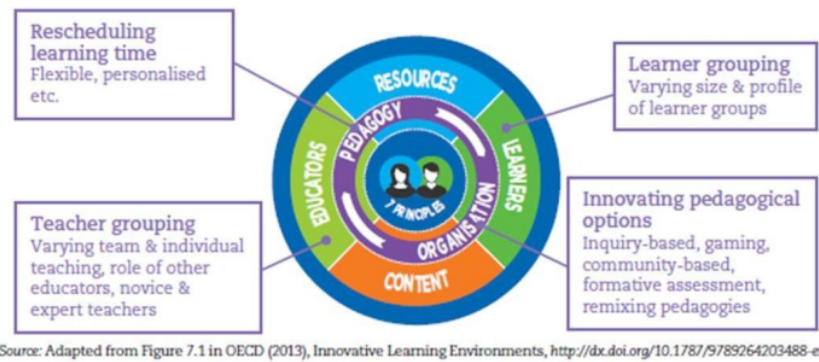 Rescheduling
learning time
Flexible, personalised
etc.
Learner grouping
Varying size & profile
of learner groups
RESOURCES
PEDAGOGY
EDUCATORS
LEARNERS
7 PRINCIPLES
ORGANISATION
CONTENT
Teacher grouping
Varying team & individual
teaching, role of other
educators, novice &
expert teachers
Innovating pedagogical
options
Inquiry-based, gaming,
community-based,
formative assessment,
remixing pedagogies
Source: Adapted from Figure 7.1 in OECD (2013), Innovative Learning Environments, http://dx.doi.org/10.1787/9789264203488-e